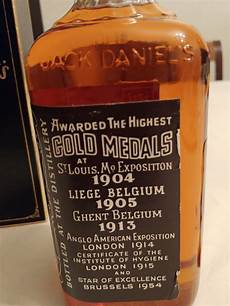 JACK DANIEL'S
AWARDED THE HIGHEST
GOLD MEDALS
AT
ST. LOUIS, MO EXPOSITION
1904
LIEGE BELGIUM
1905
GHENT BELGIUM
1913
ANGLO AMERICAN EXPOSITION
LONDON 1914
CERTIFICATE OF THE
INSTITUTE OF HYGIENE
LONDON 1915 AND
STAR OF EXCELLENCE
BRUSSELS 1954
BOTTLED AT THE DISTILLERY